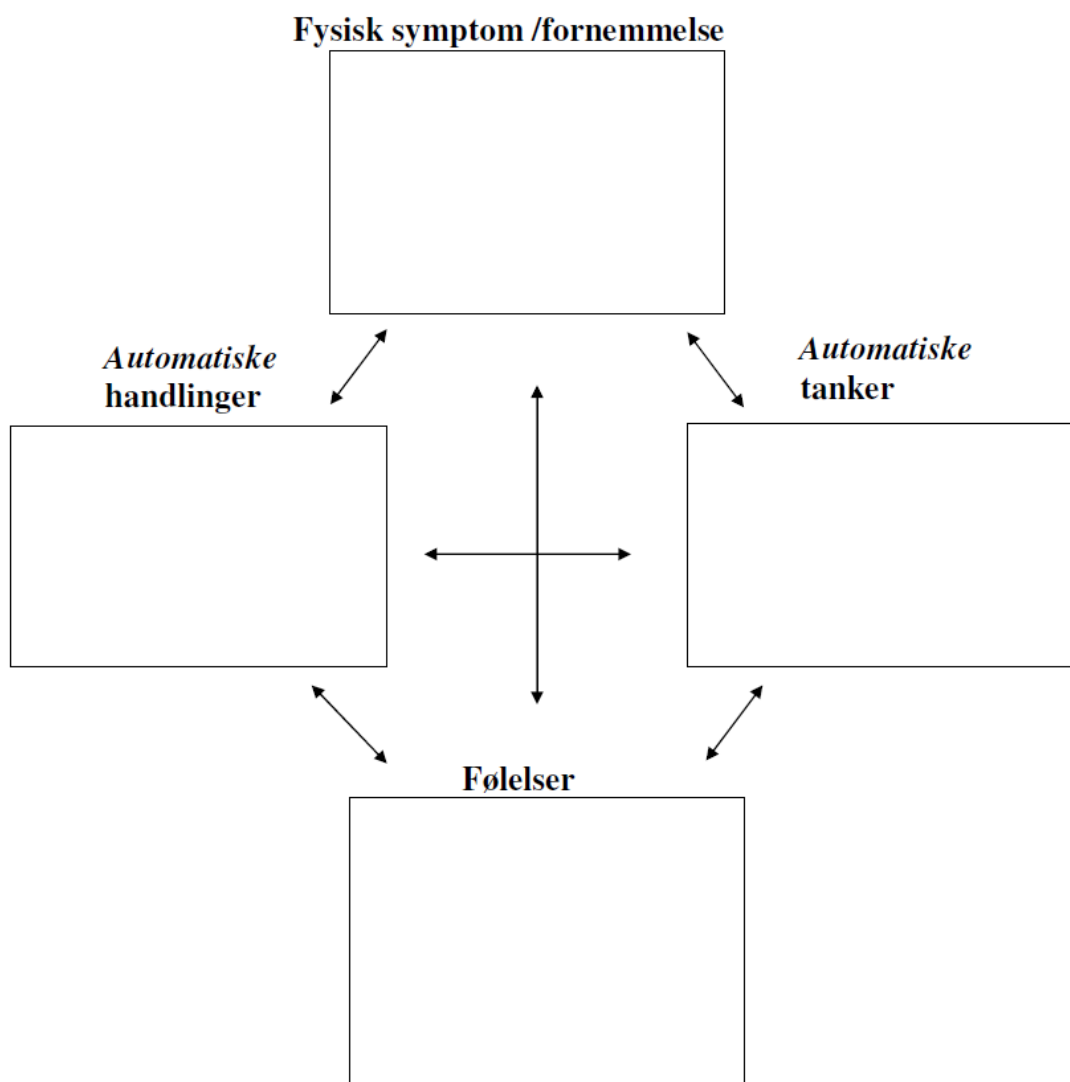 Fysisk symptom /fornemmelse
Automatiske
handlinger
Automatiske
tanker
Følelser